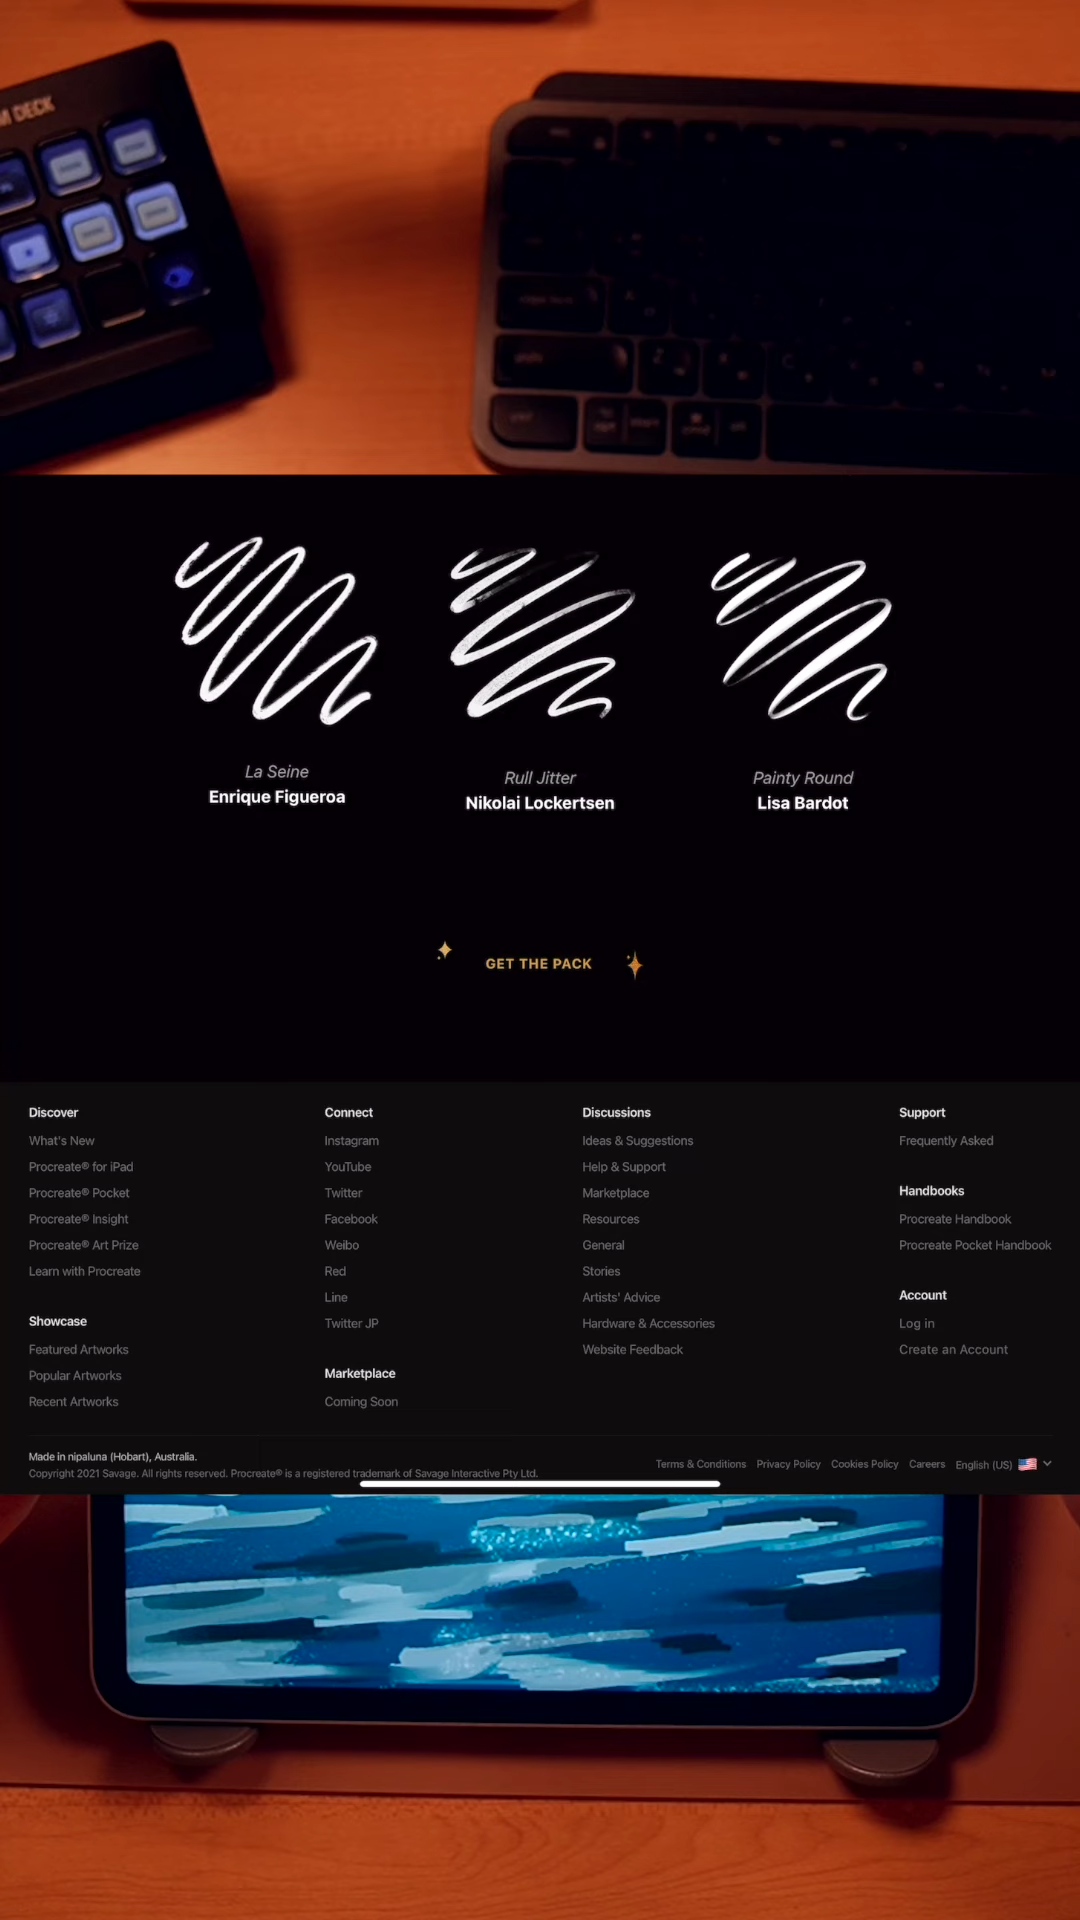 M DECK
La Seine
Enrique Figueroa
Rull Jitter
Nikolai Lockertsen
Painty Round
Lisa Bardot
GET THE PACK
Discover
What's New
Procreate® for iPad
Procreate® Pocket
Procreate® Insight
Procreate® Art Prize
Learn with Procreate
Showcase
Featured Artworks
Popular Artworks
Recent Artworks
Connect
Instagram
YouTube
Twitter
Facebook
Weibo
Red
Line
Twitter JP
Marketplace
Coming Soon
Discussions
Ideas & Suggestions
Help & Support
Marketplace
Resources
General
Stories
Artists' Advice
Hardware & Accessories
Website Feedback
Support
Frequently Asked
Handbooks
Procreate Handbook
Procreate Pocket Handbook
Account
Log in
Create an Account
Made in nipaluna (Hobart), Australia.
Copyright 2021 Savage. All rights reserved. Procreate® is a registered trademark of Savage Interactive Pty Ltd.
Terms & Conditions Privacy Policy Cookies Policy Careers English (US)